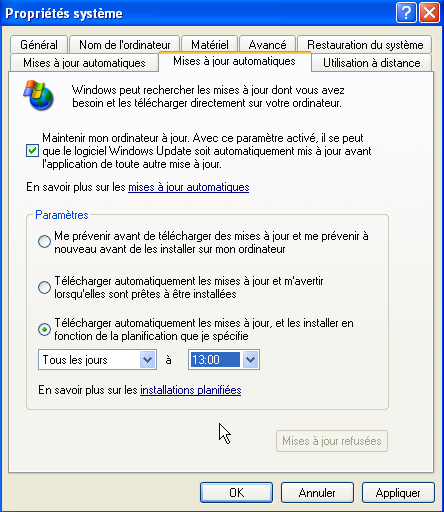 Propriétés système
Général
Nom de l'ordinateur
Matériel
Avancé
Restauration du système
Mises à jour automatiques
Mises à jour automatiques
Utilisation à distance
Windows peut rechercher les mises à jour dont vous avez
besoin et les télécharger directement sur votre ordinateur.
Maintenir mon ordinateur à jour. Avec ce paramètre activé, il se peut
que le logiciel Windows Update soit automatiquement mis à jour avant
l'application de toute autre mise à jour.
En savoir plus sur les mises à jour automatiques
Paramètres
Me prévenir avant de télécharger des mises à jour et me prévenir à
nouveau avant de les installer sur mon ordinateur
Télécharger automatiquement les mises à jour et m'avertir
lorsqu'elles sont prêtes à être installées
Télécharger automatiquement les mises à jour, et les installer en
fonction de la planification que je spécifie
Tous les jours à 13:00
En savoir plus sur les installations planifiées
Mises à jour refusées
OK
Annuler
Appliquer